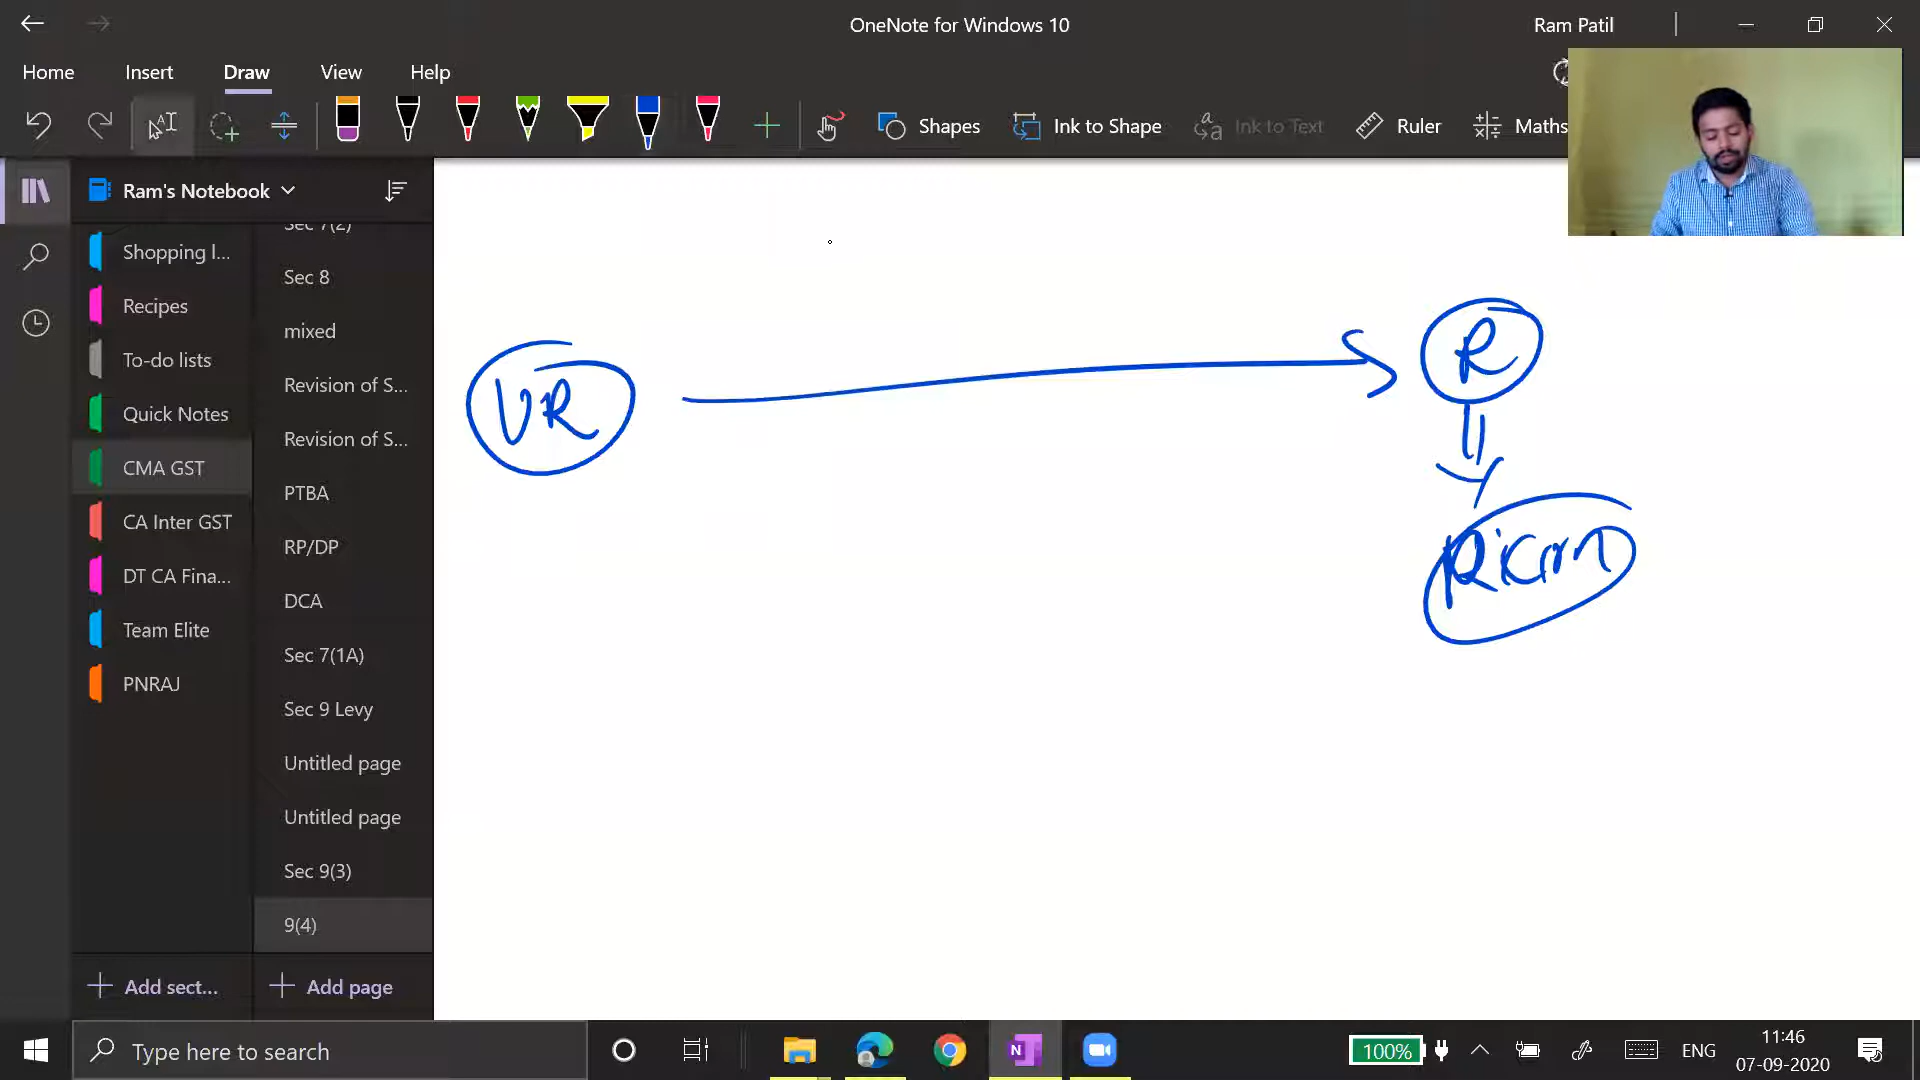 OneNote for Windows 10
Ram Patil
Home Insert Draw View Help
Shapes Ink to Shape Ink to Text Ruler Maths
Ram's Notebook
Shopping l...
Recipes
To-do lists
Quick Notes
CMA GST
CA Inter GST
DT CA Fina...
Team Elite
PNRAJ
Add sect...
Sec 7(2)
Sec 8
mixed
Revision of S...
Revision of S...
PTBA
RP/DP
DCA
Sec 7(1A)
Sec 9 Levy
Untitled page
Untitled page
Sec 9(3)
9(4)
Add page
UR
R
Type here to search
100%
ENG
11:46
07-09-2020